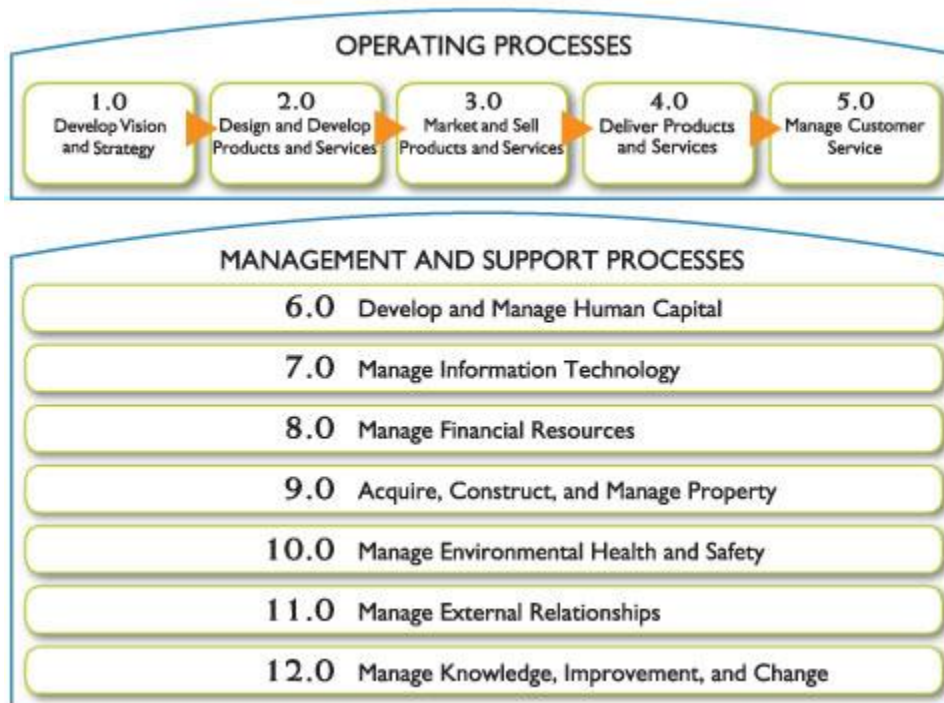 OPERATING PROCESSES
1.0
Develop Vision
and Strategy
2.0
Design and Develop
Products and Services
3.0
Market and Sell
Products and Services
4.0
Deliver Products
and Services
5.0
Manage Customer
Service
MANAGEMENT AND SUPPORT PROCESSES
6.0 Develop and Manage Human Capital
7.0 Manage Information Technology
8.0 Manage Financial Resources
9.0 Acquire, Construct, and Manage Property
10.0 Manage Environmental Health and Safety
11.0 Manage External Relationships
12.0 Manage Knowledge, Improvement, and Change